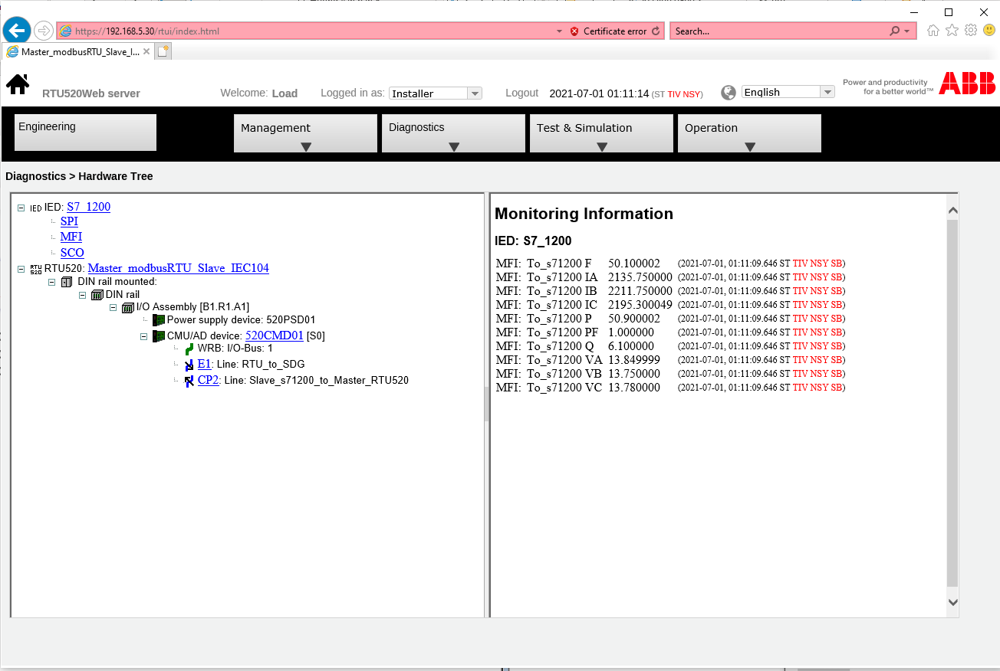 https://192.168.5.30/rtui/index.html Certificate error Search...
Master_modbusRTU_Slave_I...
RTU520Web server Welcome: Load Logged in as: Installer Logout 2021-07-01 01:11:14 (ST TIV NSY) English Power and productivity for a better world™ ABB
Engineering Management Diagnostics Test & Simulation Operation
Diagnostics > Hardware Tree
IED IED: S7_1200
SPI
MFI
SCO
RTU 520 RTU520: Master_modbusRTU_Slave_IEC104
DIN rail mounted:
DIN rail
I/O Assembly [B1.R1.A1]
Power supply device: 520PSD01
CMU/AD device: 520CMD01 [S0]
WRB: I/O-Bus: 1
E1: Line: RTU_to_SDG
CP2: Line: Slave_s71200_to_Master_RTU520
Monitoring Information
IED: S7_1200
MFI: To_s71200 F 50.100002 (2021-07-01, 01:11:09.646 ST TIV NSY SB)
MFI: To_s71200 IA 2135.750000 (2021-07-01, 01:11:09.646 ST TIV NSY SB)
MFI: To_s71200 IB 2211.750000 (2021-07-01, 01:11:09.646 ST TIV NSY SB)
MFI: To_s71200 IC 2195.300049 (2021-07-01, 01:11:09.646 ST TIV NSY SB)
MFI: To_s71200 P 50.900002 (2021-07-01, 01:11:09.646 ST TIV NSY SB)
MFI: To_s71200 PF 1.000000 (2021-07-01, 01:11:09.646 ST TIV NSY SB)
MFI: To_s71200 Q 6.100000 (2021-07-01, 01:11:09.646 ST TIV NSY SB)
MFI: To_s71200 VA 13.849999 (2021-07-01, 01:11:09.646 ST TIV NSY SB)
MFI: To_s71200 VB 13.750000 (2021-07-01, 01:11:09.646 ST TIV NSY SB)
MFI: To_s71200 VC 13.780000 (2021-07-01, 01:11:09.646 ST TIV NSY SB)